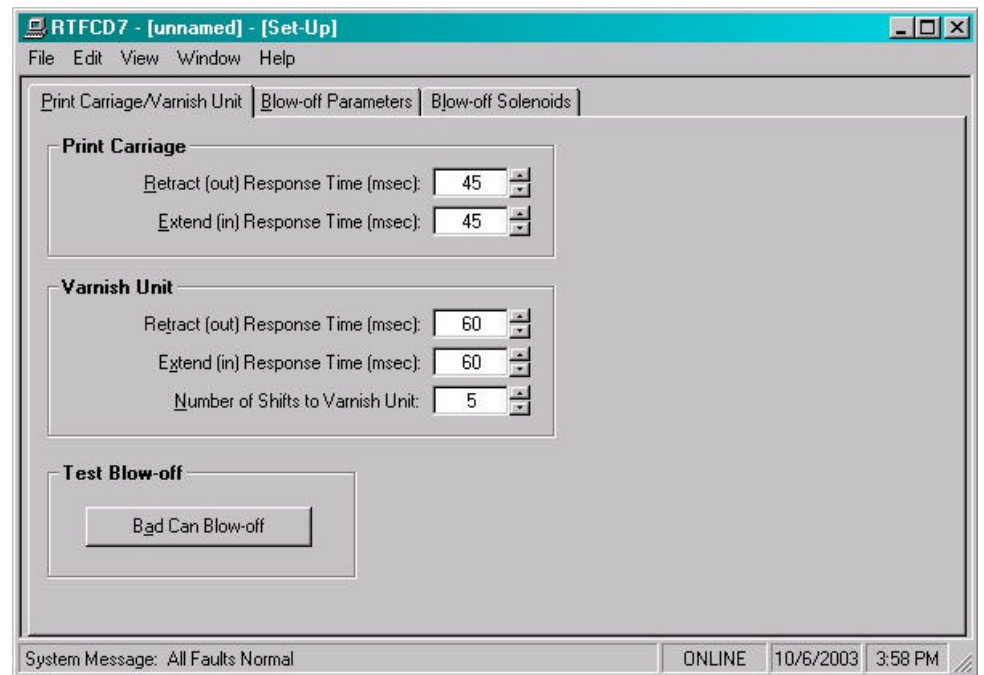 RTFCD7 - [unnamed] - [Set-Up]
File Edit View Window Help
Print Carriage/Varnish Unit Blow-off Parameters Blow-off Solenoids
Print Carriage
Retract (out) Response Time (msec): 45
Extend (in) Response Time (msec): 45
Varnish Unit
Retract (out) Response Time (msec): 60
Extend (in) Response Time (msec): 60
Number of Shifts to Varnish Unit: 5
Test Blow-off
Bad Can Blow-off
System Message: All Faults Normal ONLINE 10/6/2003 3:58 PM